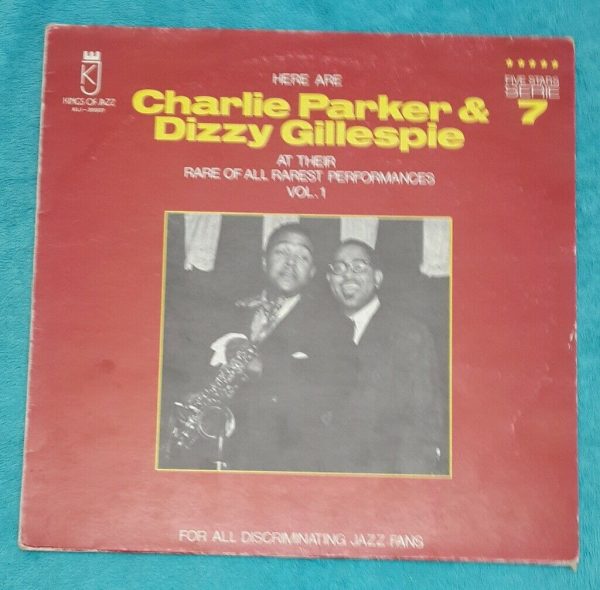 KJ
KINGS OF JAZZ
HERE ARE
Charlie Parker &
Dizzy Gillespie
AT THEIR
RARE OF ALL RAREST PERFORMANCES
VOL. 1
FIVE STARS
SERIE
7
FOR ALL DISCRIMINATING JAZZ FANS